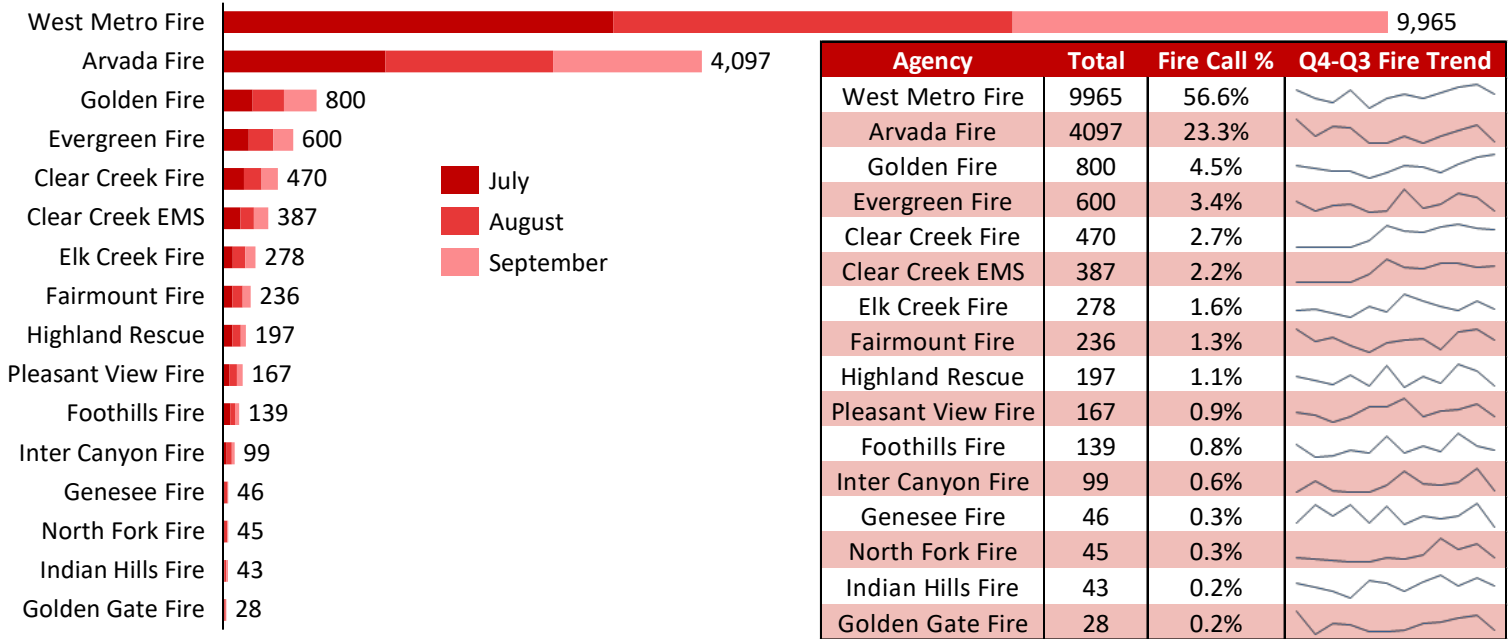 West Metro Fire 9,965
Arvada Fire 4,097
Golden Fire 800
Evergreen Fire 600
Clear Creek Fire 470
Clear Creek EMS 387
Elk Creek Fire 278
Fairmount Fire 236
Highland Rescue 197
Pleasant View Fire 167
Foothills Fire 139
Inter Canyon Fire 99
Genesee Fire 46
North Fork Fire 45
Indian Hills Fire 43
Golden Gate Fire 28
July
August
September
Agency Total Fire Call % Q4-Q3 Fire Trend
West Metro Fire 9965 56.6%
Arvada Fire 4097 23.3%
Golden Fire 800 4.5%
Evergreen Fire 600 3.4%
Clear Creek Fire 470 2.7%
Clear Creek EMS 387 2.2%
Elk Creek Fire 278 1.6%
Fairmount Fire 236 1.3%
Highland Rescue 197 1.1%
Pleasant View Fire 167 0.9%
Foothills Fire 139 0.8%
Inter Canyon Fire 99 0.6%
Genesee Fire 46 0.3%
North Fork Fire 45 0.3%
Indian Hills Fire 43 0.2%
Golden Gate Fire 28 0.2%